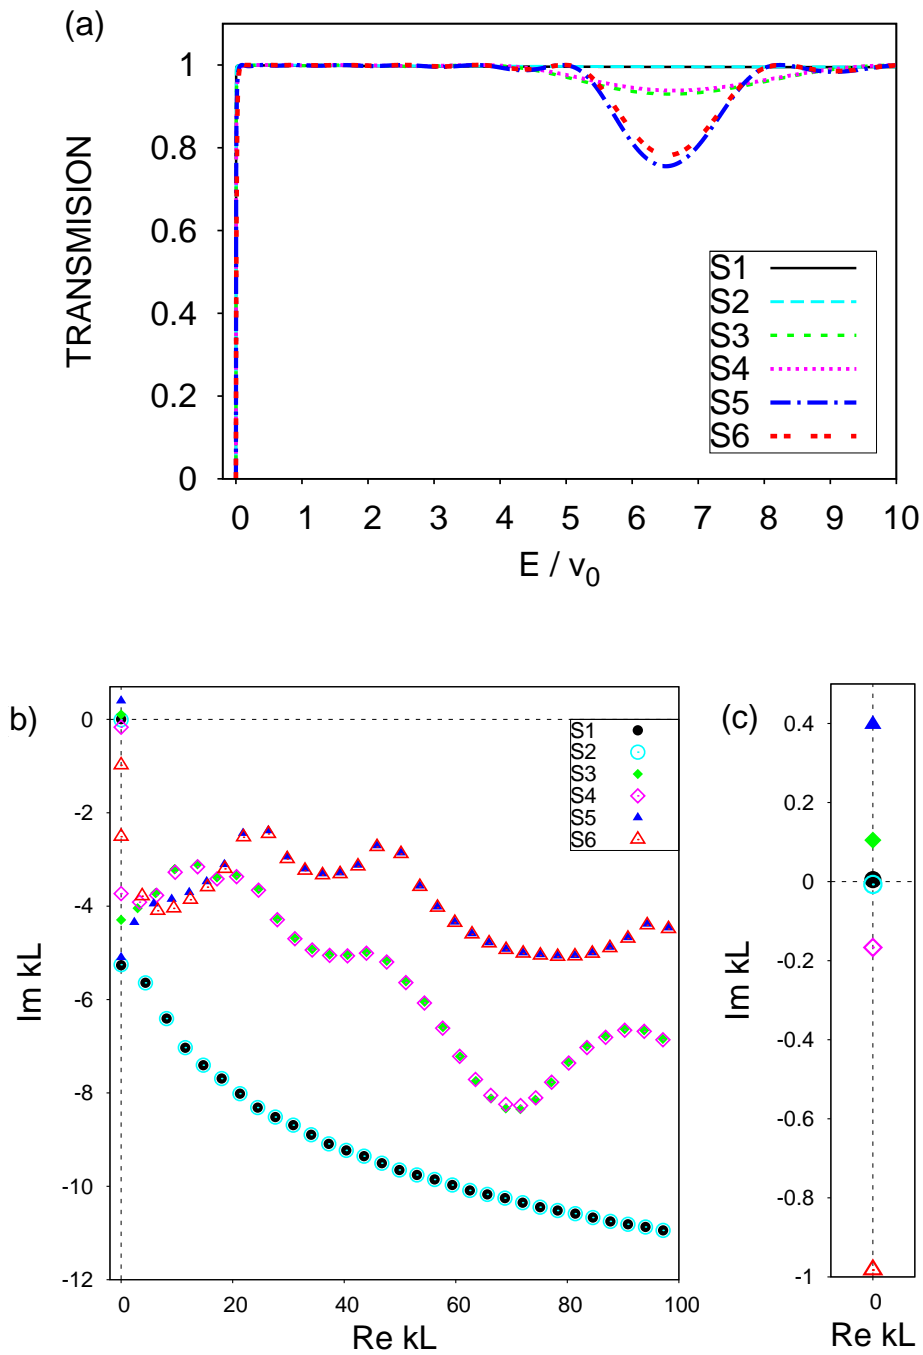 (a)
TRANSMISION
1
0.8
0.6
0.4
0.2
0
S1
S2
S3
S4
S5
S6
0 1 2 3 4 5 6 7 8 9 10
E / v0
b)
Im kL
0
-2
-4
-6
-8
-10
-12
S1
S2
S3
S4
S5
S6
0 20 40 60 80 100
Re kL
(c)
Im kL
0.4
0.2
0
-0.2
-0.4
-0.6
-0.8
-1
0
Re kL